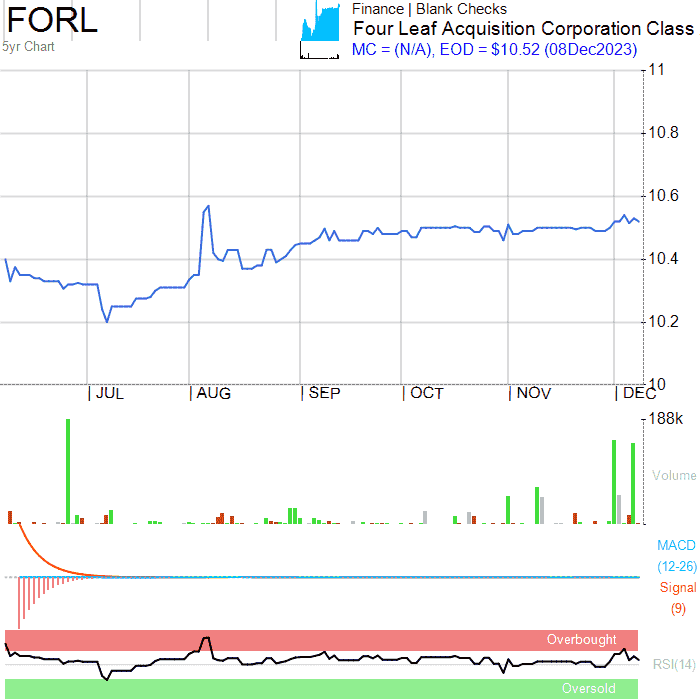 FORL
5yr Chart
Finance | Blank Checks
Four Leaf Acquisition Corporation Class
MC = (N/A), EOD = $10.52 (08Dec2023)
11
10.8
10.6
10.4
10.2
10
JUL
AUG
SEP
OCT
NOV
DEC
188k
Volume
MACD
(12-26)
Signal
(9)
Overbought
RSI(14)
Oversold